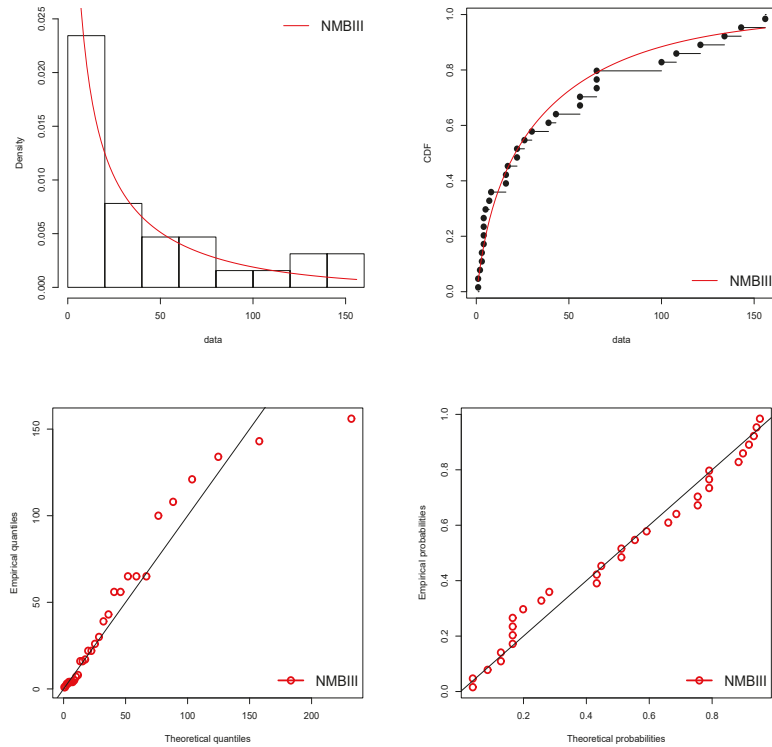 NMBIII
Density
0.000
0.005
0.010
0.015
0.020
0.025
0 50 100 150
data
NMBIII
CDF
0.0
0.2
0.4
0.6
0.8
1.0
0 50 100 150
data
NMBIII
Empirical quantiles
0
50
100
150
0 50 100 150 200
Theoretical quantiles
NMBIII
Empirical probabilities
0.0
0.2
0.4
0.6
0.8
1.0
0.2 0.4 0.6 0.8
Theoretical probabilities